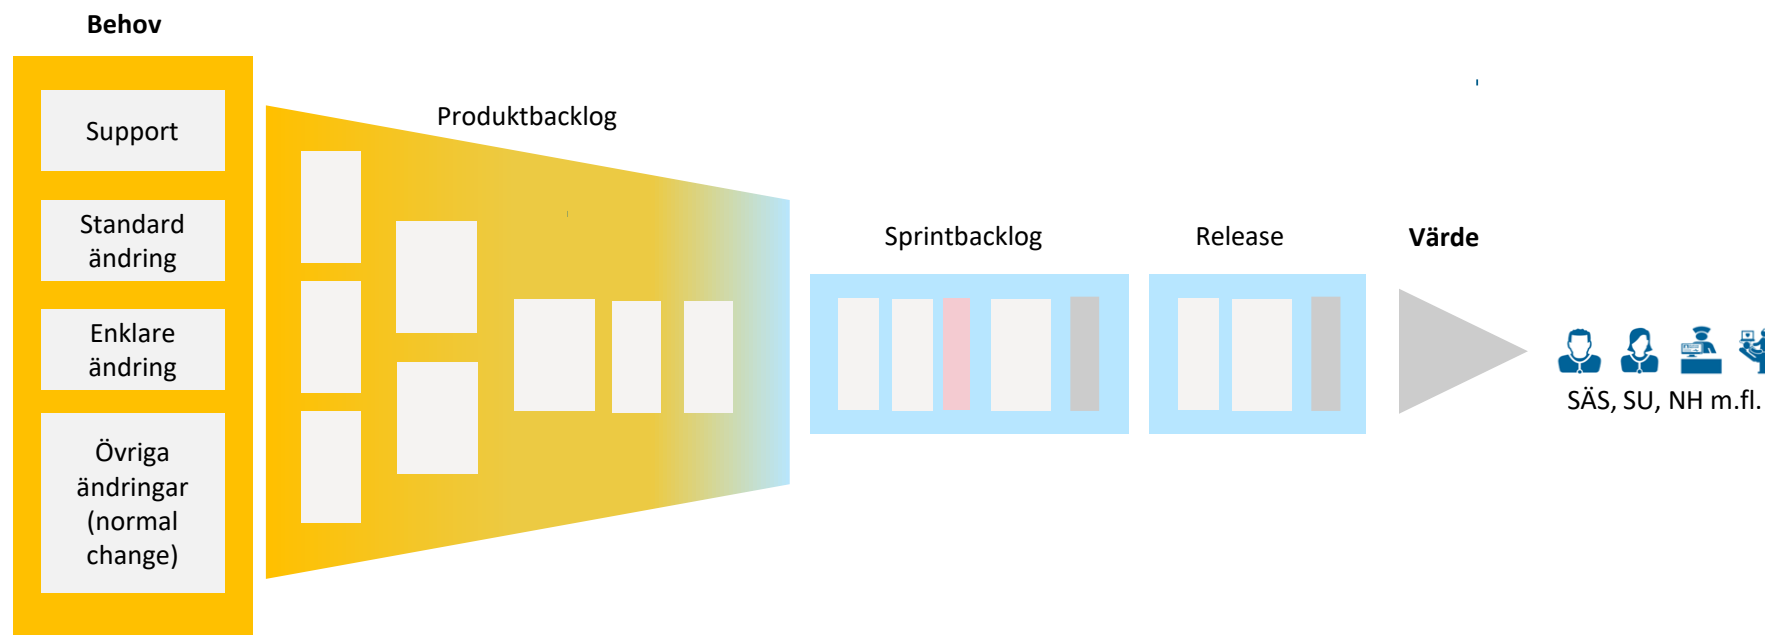 Behov
Support
Standard
ändring
Enklare
ändring
Övriga
ändringar
(normal
change)
Produktbacklog
Sprintbacklog
Release
Värde
SÄS, SU, NH m.fl.